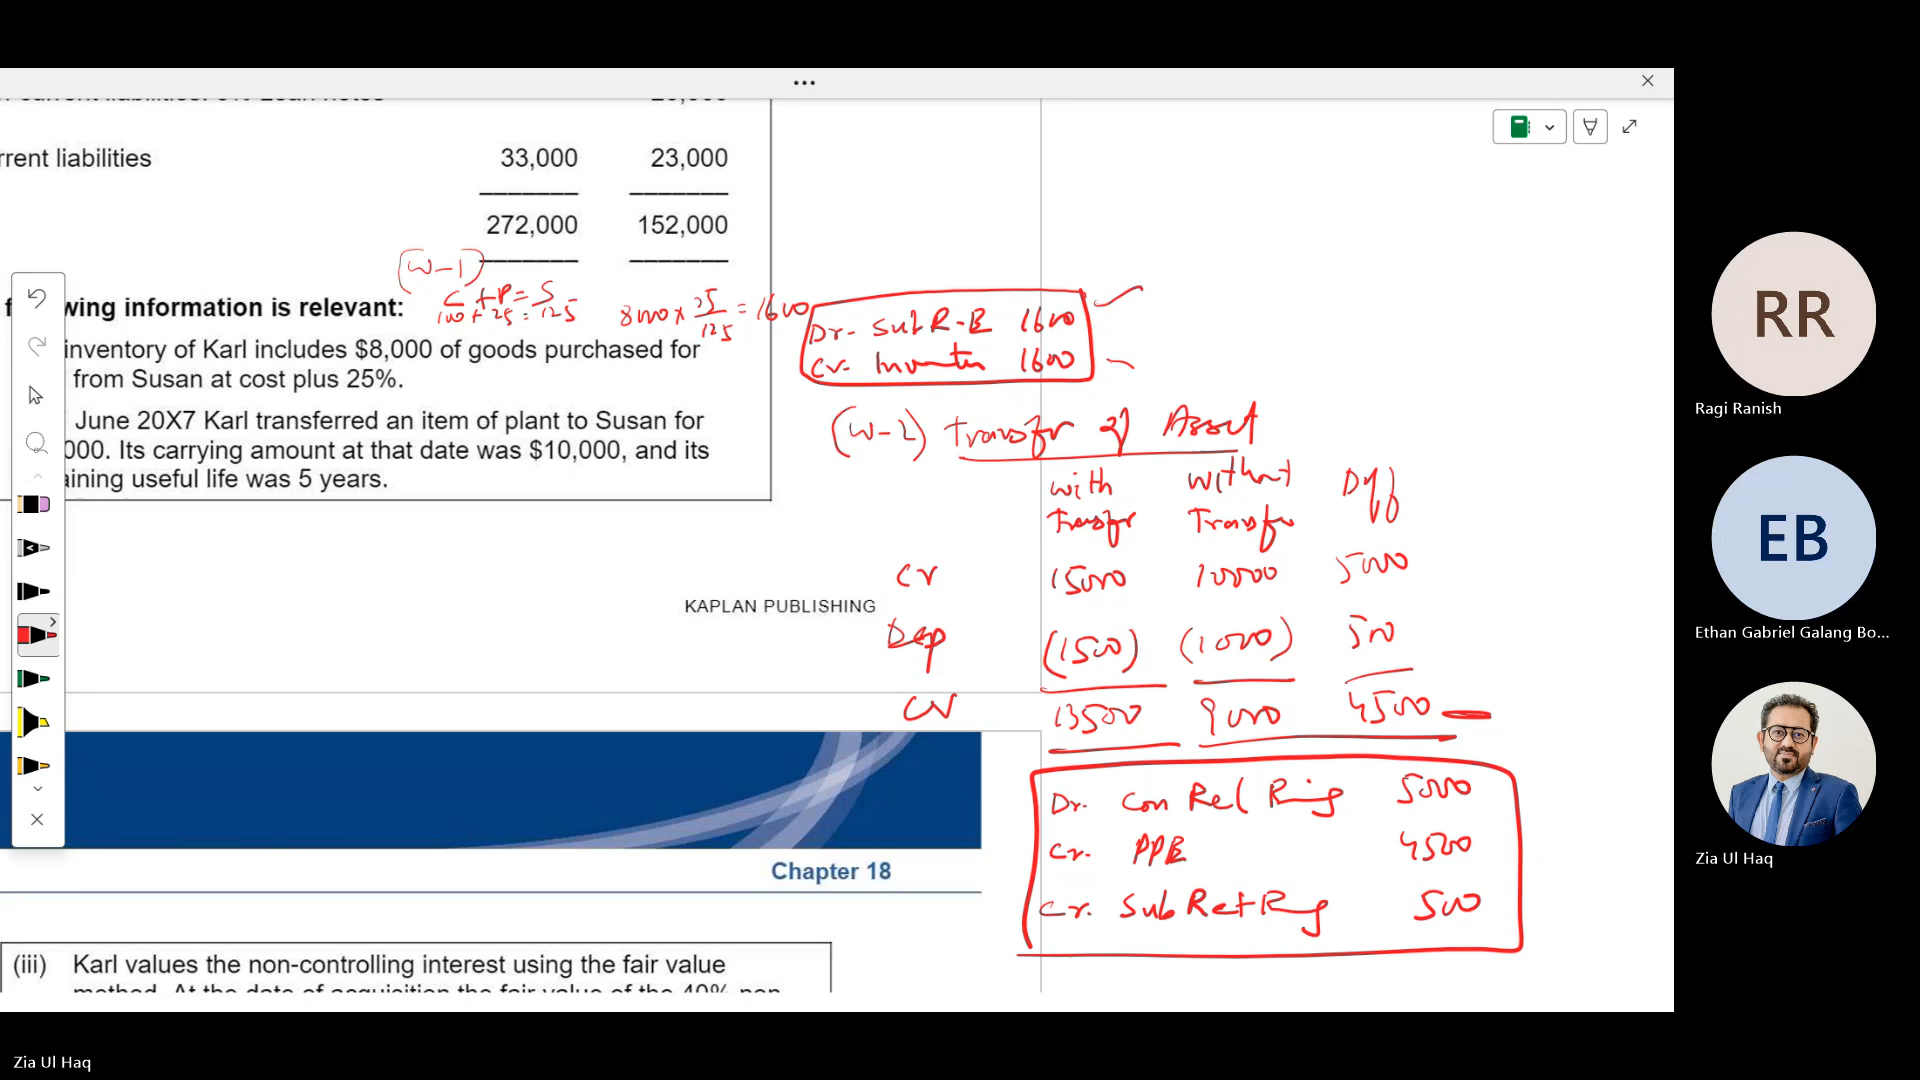 33,000 23,000
rrent liabilities
272,000 152,000
(W-1)
wing information is relevant:
C + P = S
100 + 25 = 125
8000 x 25/125 = 1600
inventory of Karl includes $8,000 of goods purchased for
from Susan at cost plus 25%.
June 20X7 Karl transferred an item of plant to Susan for
000. Its carrying amount at that date was $10,000, and its
aining useful life was 5 years.
Dr. Sub R-E 1600
Cr. Inventory 1600
(W-2) Transfer of Asset
with Transfer Without Transfer Diff
CV 15000 10000 5000
Dep (1500) (1000) 500
CV 13500 9000 4500
Dr. Con Ret Ring 5000
Cr. PPE 4500
Cr. Sub Ret Ring 500
KAPLAN PUBLISHING
Chapter 18
(iii) Karl values the non-controlling interest using the fair value
RR
Ragi Ranish
EB
Ethan Gabriel Galang Bo...
Zia Ul Haq
Zia Ul Haq